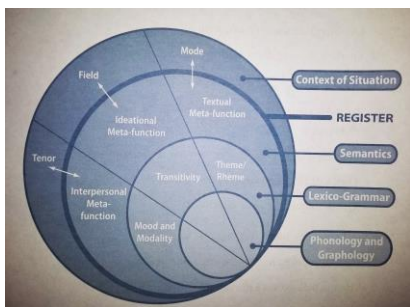 Mode
Field
Textual
Meta-function
Ideational
Meta-function
Tenor
Interpersonal
Meta-
function
Transitivity
Theme/
Rheme
Mood and
Modality
Context of Situation
REGISTER
Semantics
Lexico-Grammar
Phonology and
Graphology